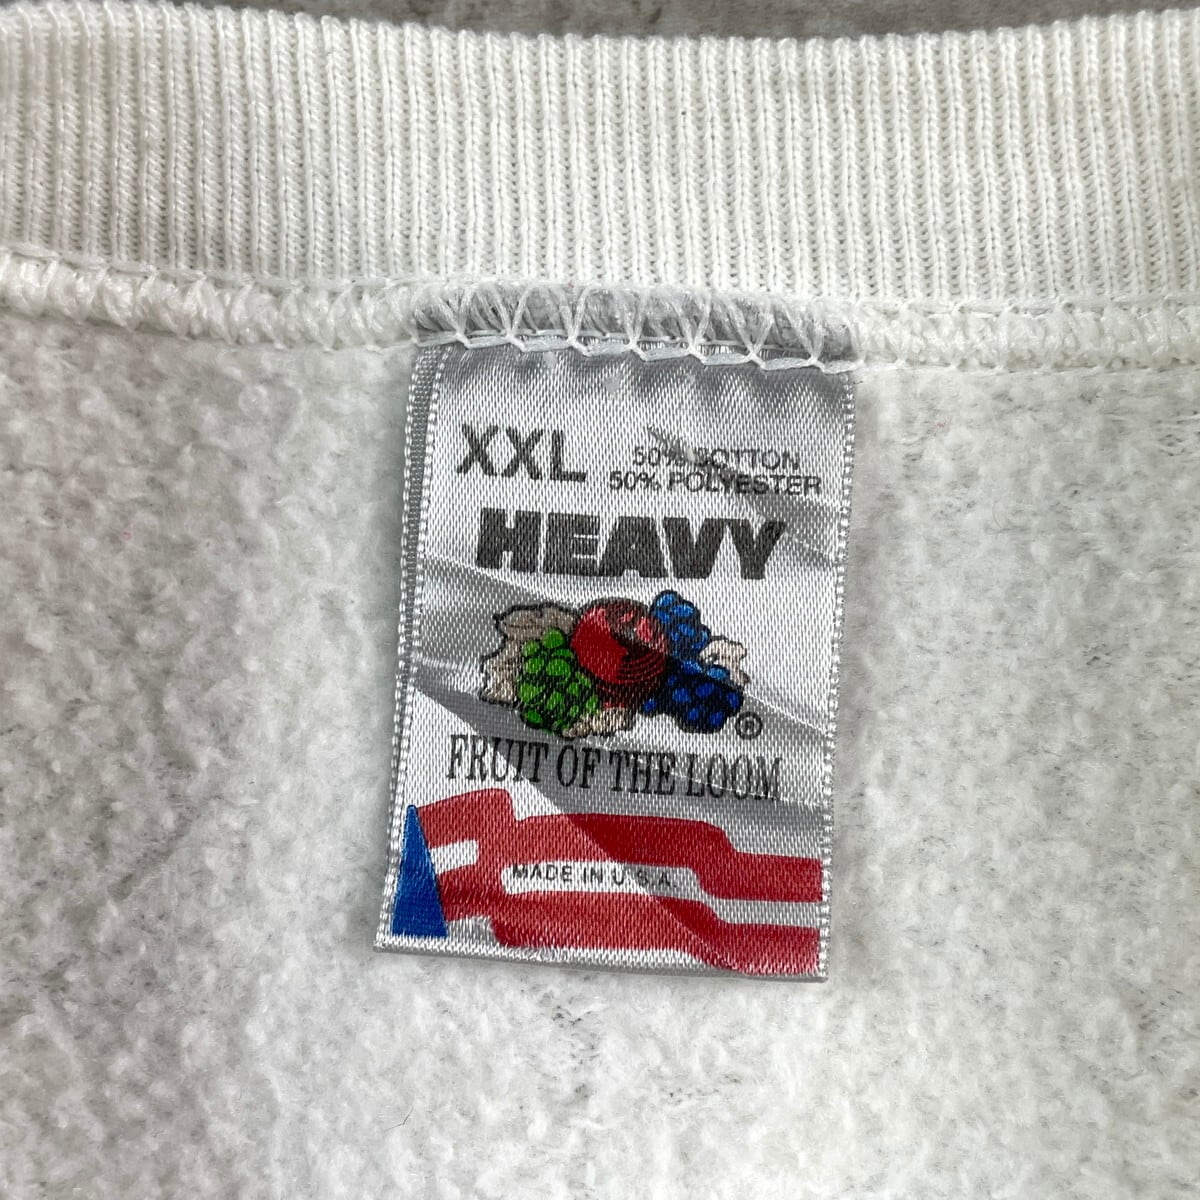 XXL
50% COTTON
50% POLYESTER
HEAVY
®
FRUIT OF THE LOOM
MADE IN U.S.A.